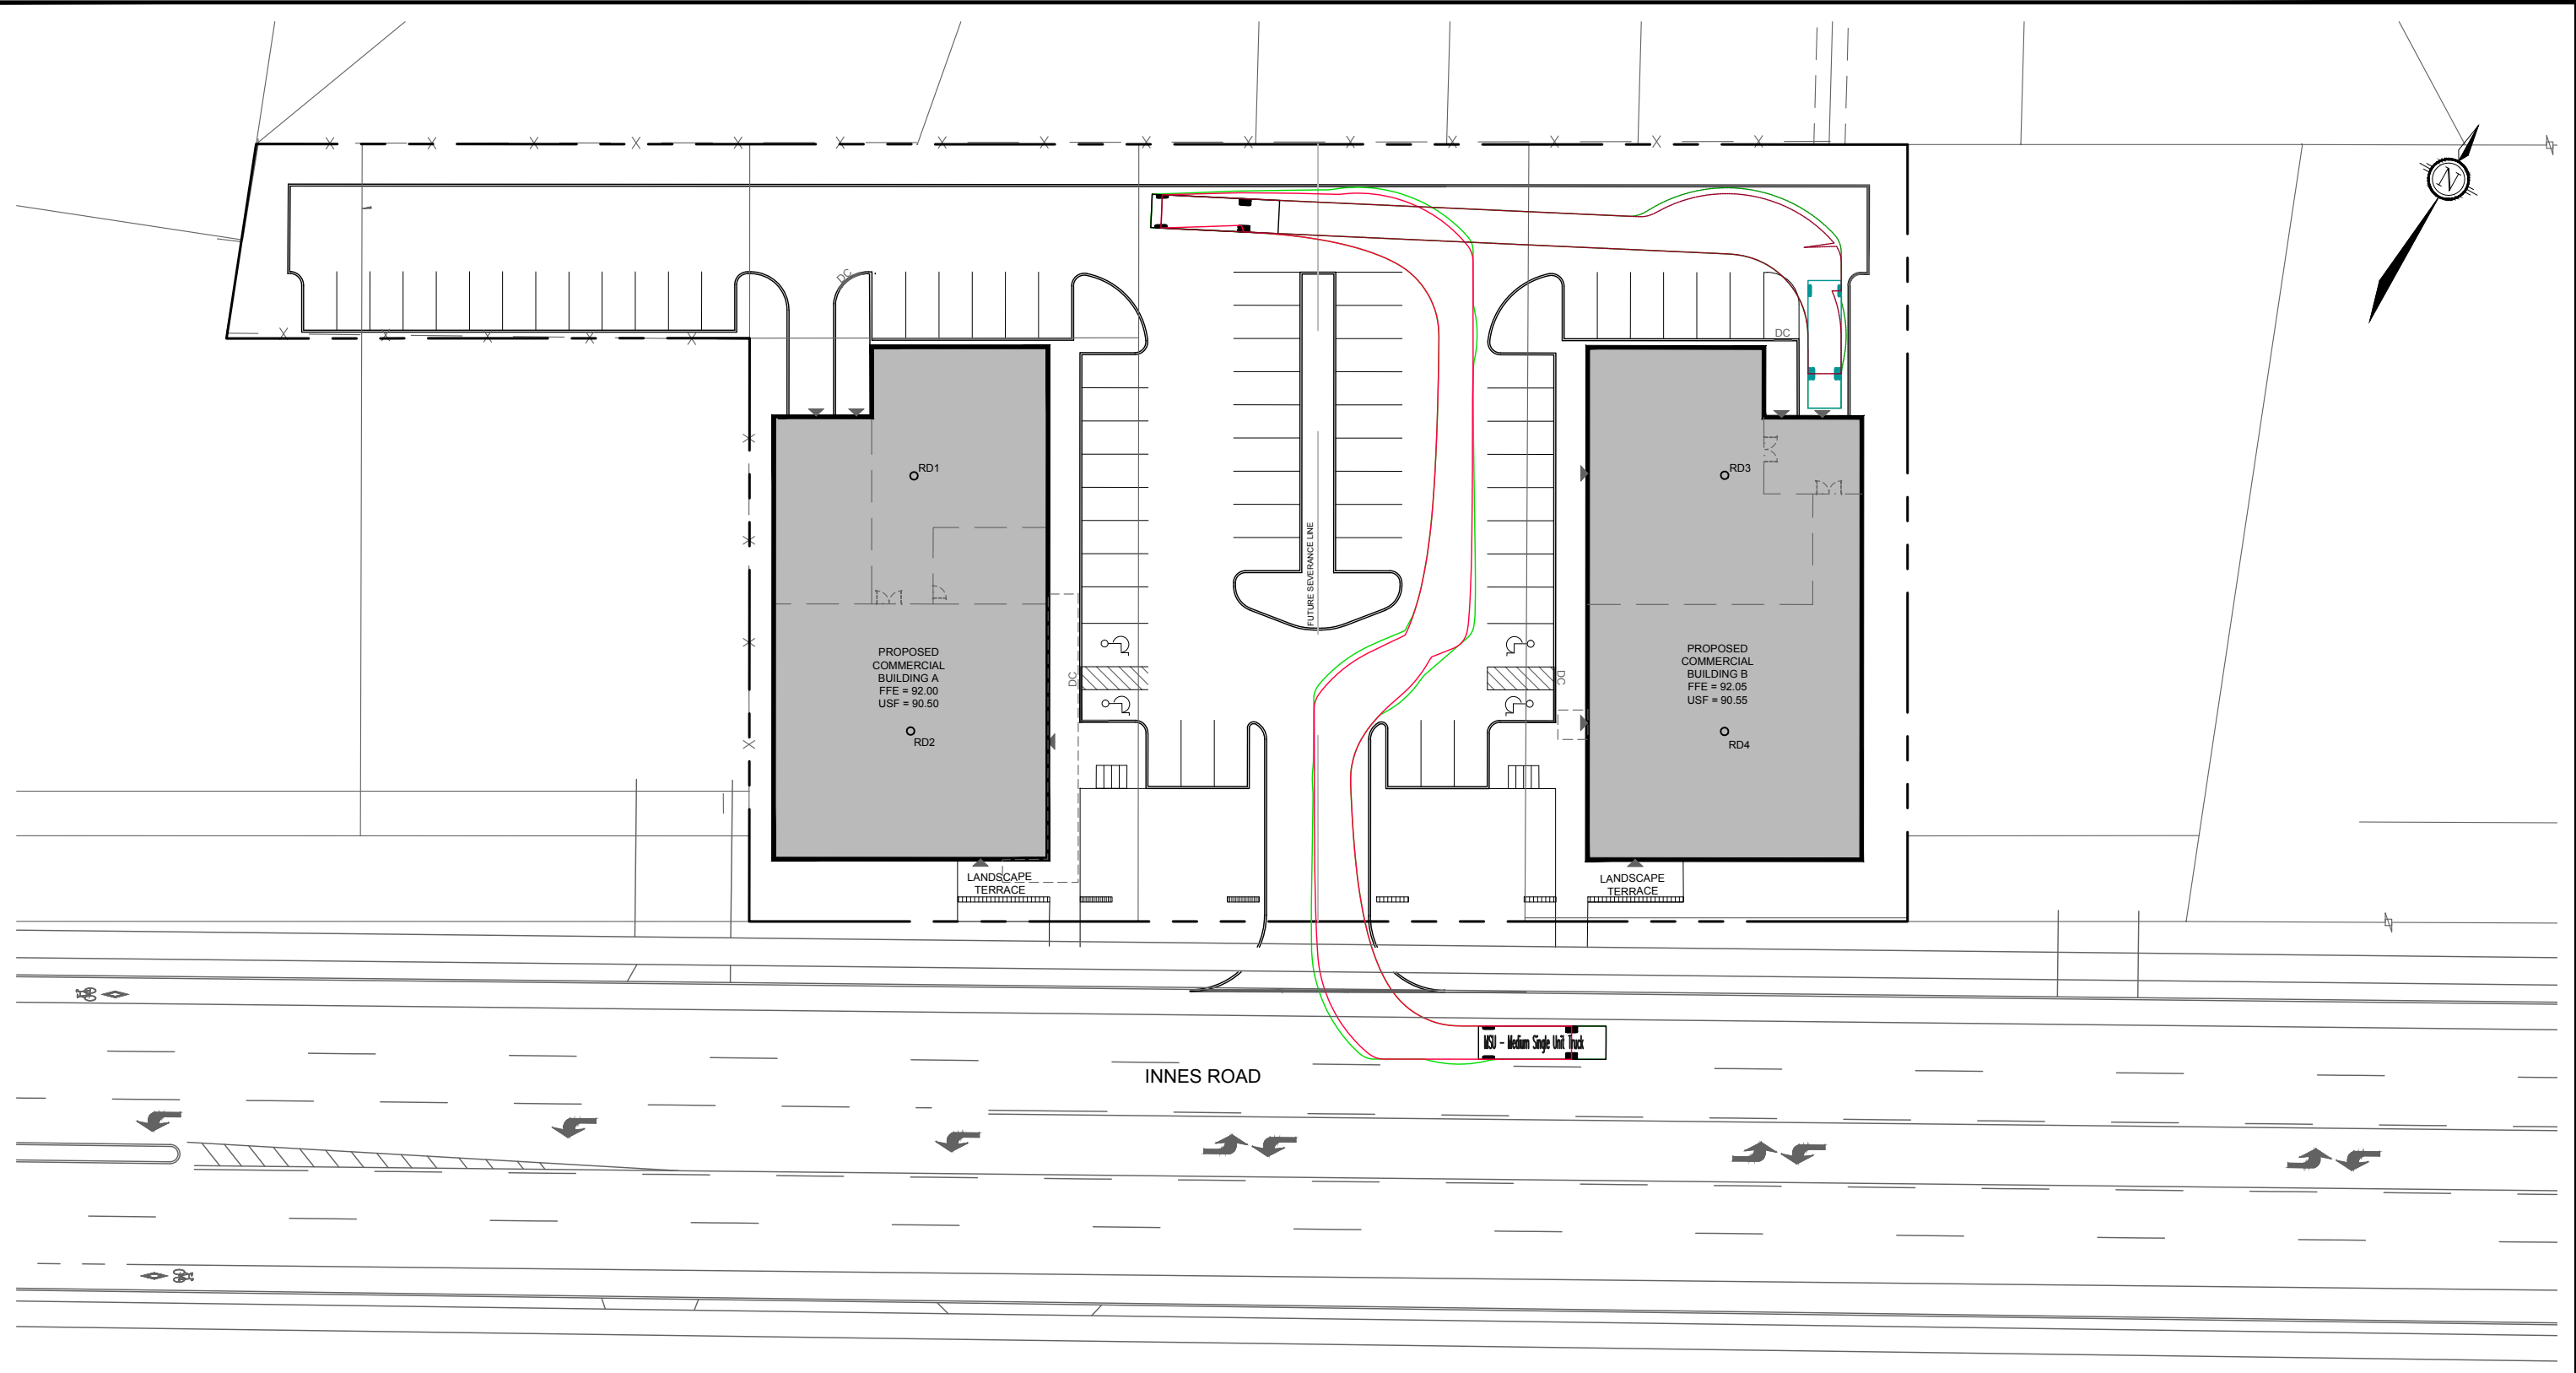 N
DC
DC
RD1
RD3
FUTURE SEVERANCE LINE
PROPOSED
COMMERCIAL
BUILDING A
FFE = 92.00
USF = 90.50
DC
DC
PROPOSED
COMMERCIAL
BUILDING B
FFE = 92.05
USF = 90.55
RD2
RD4
LANDSCAPE
TERRACE
LANDSCAPE
TERRACE
MSU - Medium Single Unit Truck
INNES ROAD